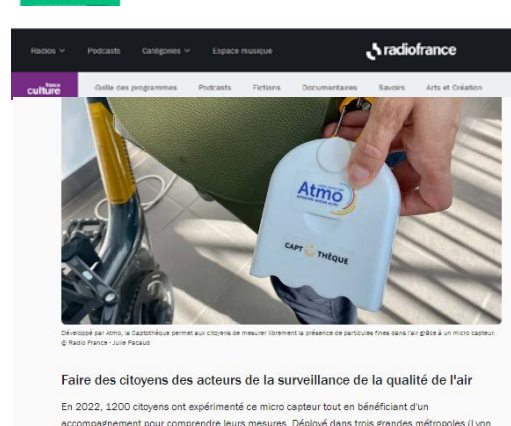 Radios Podcasts Catégories Espace musique radiofrance
france
culture Grille des programmes Podcasts Fictions Documentaires Savoirs Arts et Création
Atmo
AUVERGNE-RHÔNE-ALPES
CAPT THÈQUE
Développé par Atmo, la Captothèque permet aux citoyens de mesurer librement la présence de particules fines dans l'air grâce à un micro capteur.
© Radio France - Julie Pacaud
Faire des citoyens des acteurs de la surveillance de la qualité de l'air
En 2022, 1200 citoyens ont expérimenté ce micro capteur tout en bénéficiant d'un
accompagnement pour comprendre leurs mesures. Déployé dans trois grandes métropoles (Lyon